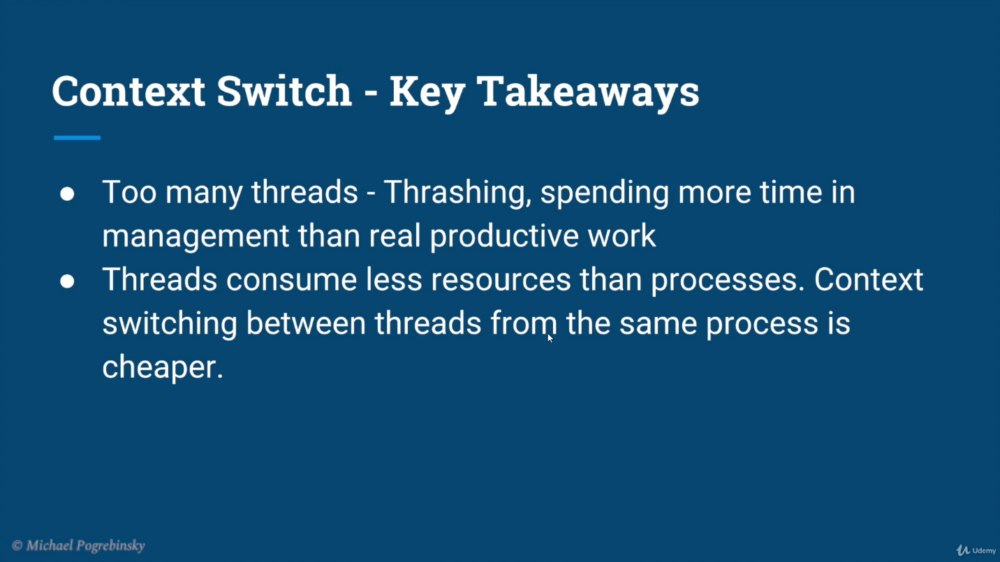 Context Switch - Key Takeaways
● Too many threads - Thrashing, spending more time in
management than real productive work
● Threads consume less resources than processes. Context
switching between threads from the same process is
cheaper.
© Michael Pogrebinsky
Udemy